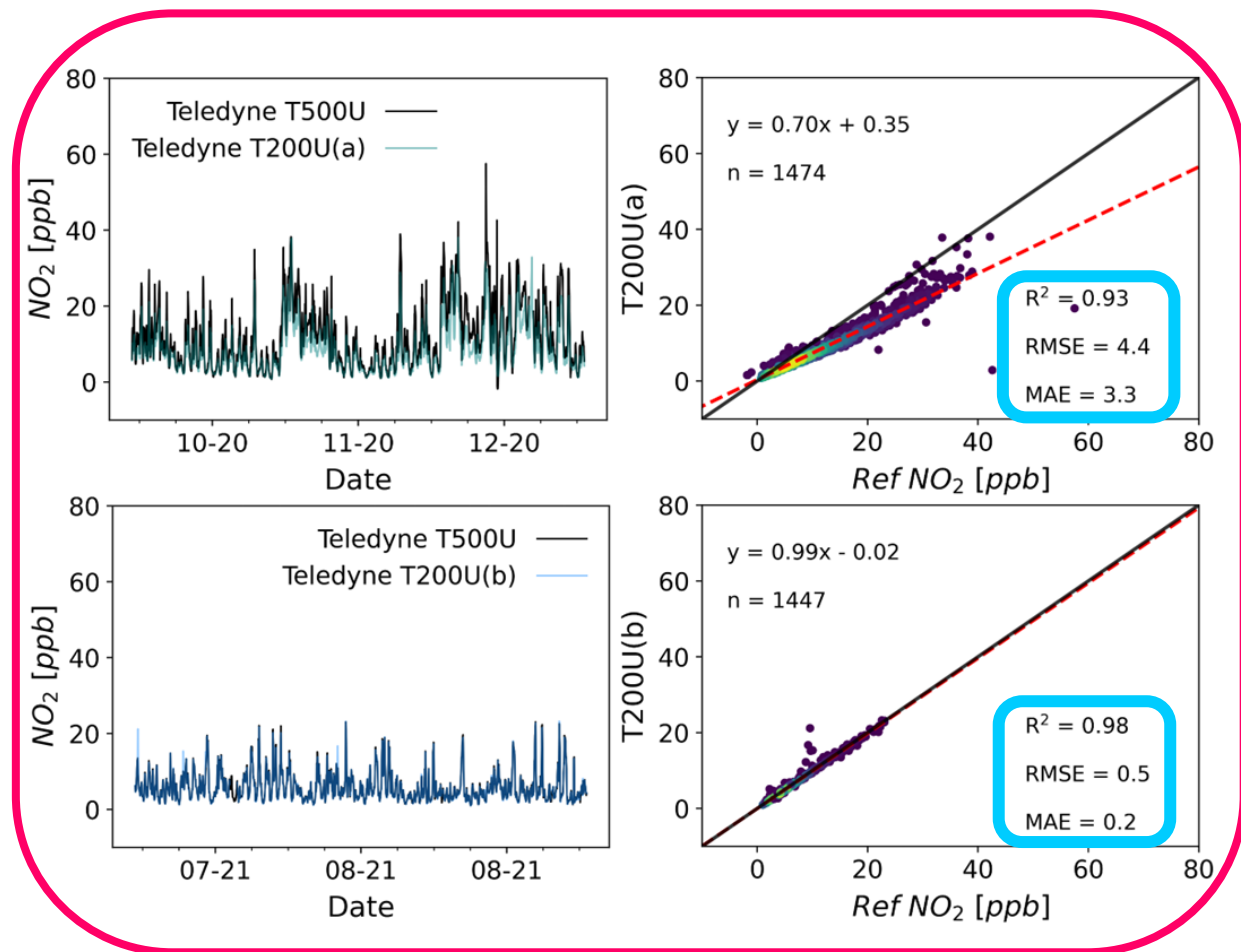 80
60
40
20
0
NO₂ [ppb]
Teledyne T500U
Teledyne T200U(a)
10-20
11-20
12-20
Date
80
60
40
20
0
T200U(a)
y = 0.70x + 0.35
n = 1474
R² = 0.93
RMSE = 4.4
MAE = 3.3
0
20
40
60
80
Ref NO₂ [ppb]
80
60
40
20
0
NO₂ [ppb]
Teledyne T500U
Teledyne T200U(b)
07-21
08-21
08-21
Date
80
60
40
20
0
T200U(b)
y = 0.99x - 0.02
n = 1447
R² = 0.98
RMSE = 0.5
MAE = 0.2
0
20
40
60
80
Ref NO₂ [ppb]